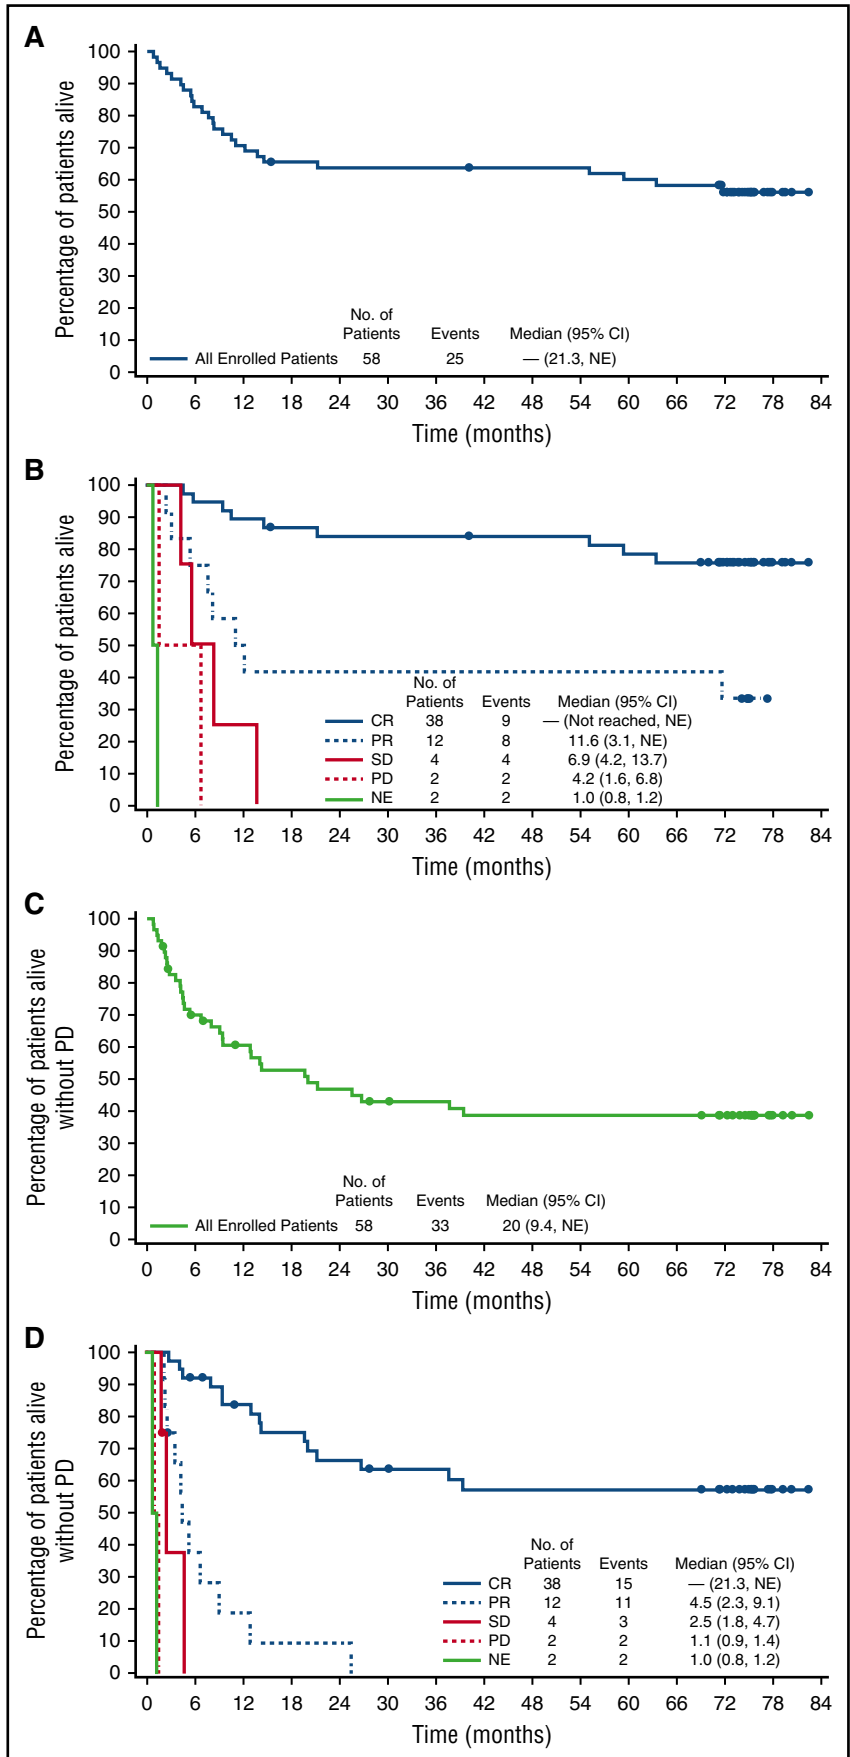 A
Percentage of patients alive
100
90
80
70
60
50
40
30
20
10
0
No. of
Patients Events Median (95% CI)
All Enrolled Patients 58 25 — (21.3, NE)
0 6 12 18 24 30 36 42 48 54 60 66 72 78 84
Time (months)
B
Percentage of patients alive
100
90
80
70
60
50
40
30
20
10
0
No. of
Patients Events Median (95% CI)
CR 38 9 — (Not reached, NE)
PR 12 8 11.6 (3.1, NE)
SD 4 4 6.9 (4.2, 13.7)
PD 2 2 4.2 (1.6, 6.8)
NE 2 2 1.0 (0.8, 1.2)
0 6 12 18 24 30 36 42 48 54 60 66 72 78 84
Time (months)
C
Percentage of patients alive
without PD
100
90
80
70
60
50
40
30
20
10
0
No. of
Patients Events Median (95% CI)
All Enrolled Patients 58 33 20 (9.4, NE)
0 6 12 18 24 30 36 42 48 54 60 66 72 78 84
Time (months)
D
Percentage of patients alive
without PD
100
90
80
70
60
50
40
30
20
10
0
No. of
Patients Events Median (95% CI)
CR 38 15 — (21.3, NE)
PR 12 11 4.5 (2.3, 9.1)
SD 4 3 2.5 (1.8, 4.7)
PD 2 2 1.1 (0.9, 1.4)
NE 2 2 1.0 (0.8, 1.2)
0 6 12 18 24 30 36 42 48 54 60 66 72 78 84
Time (months)